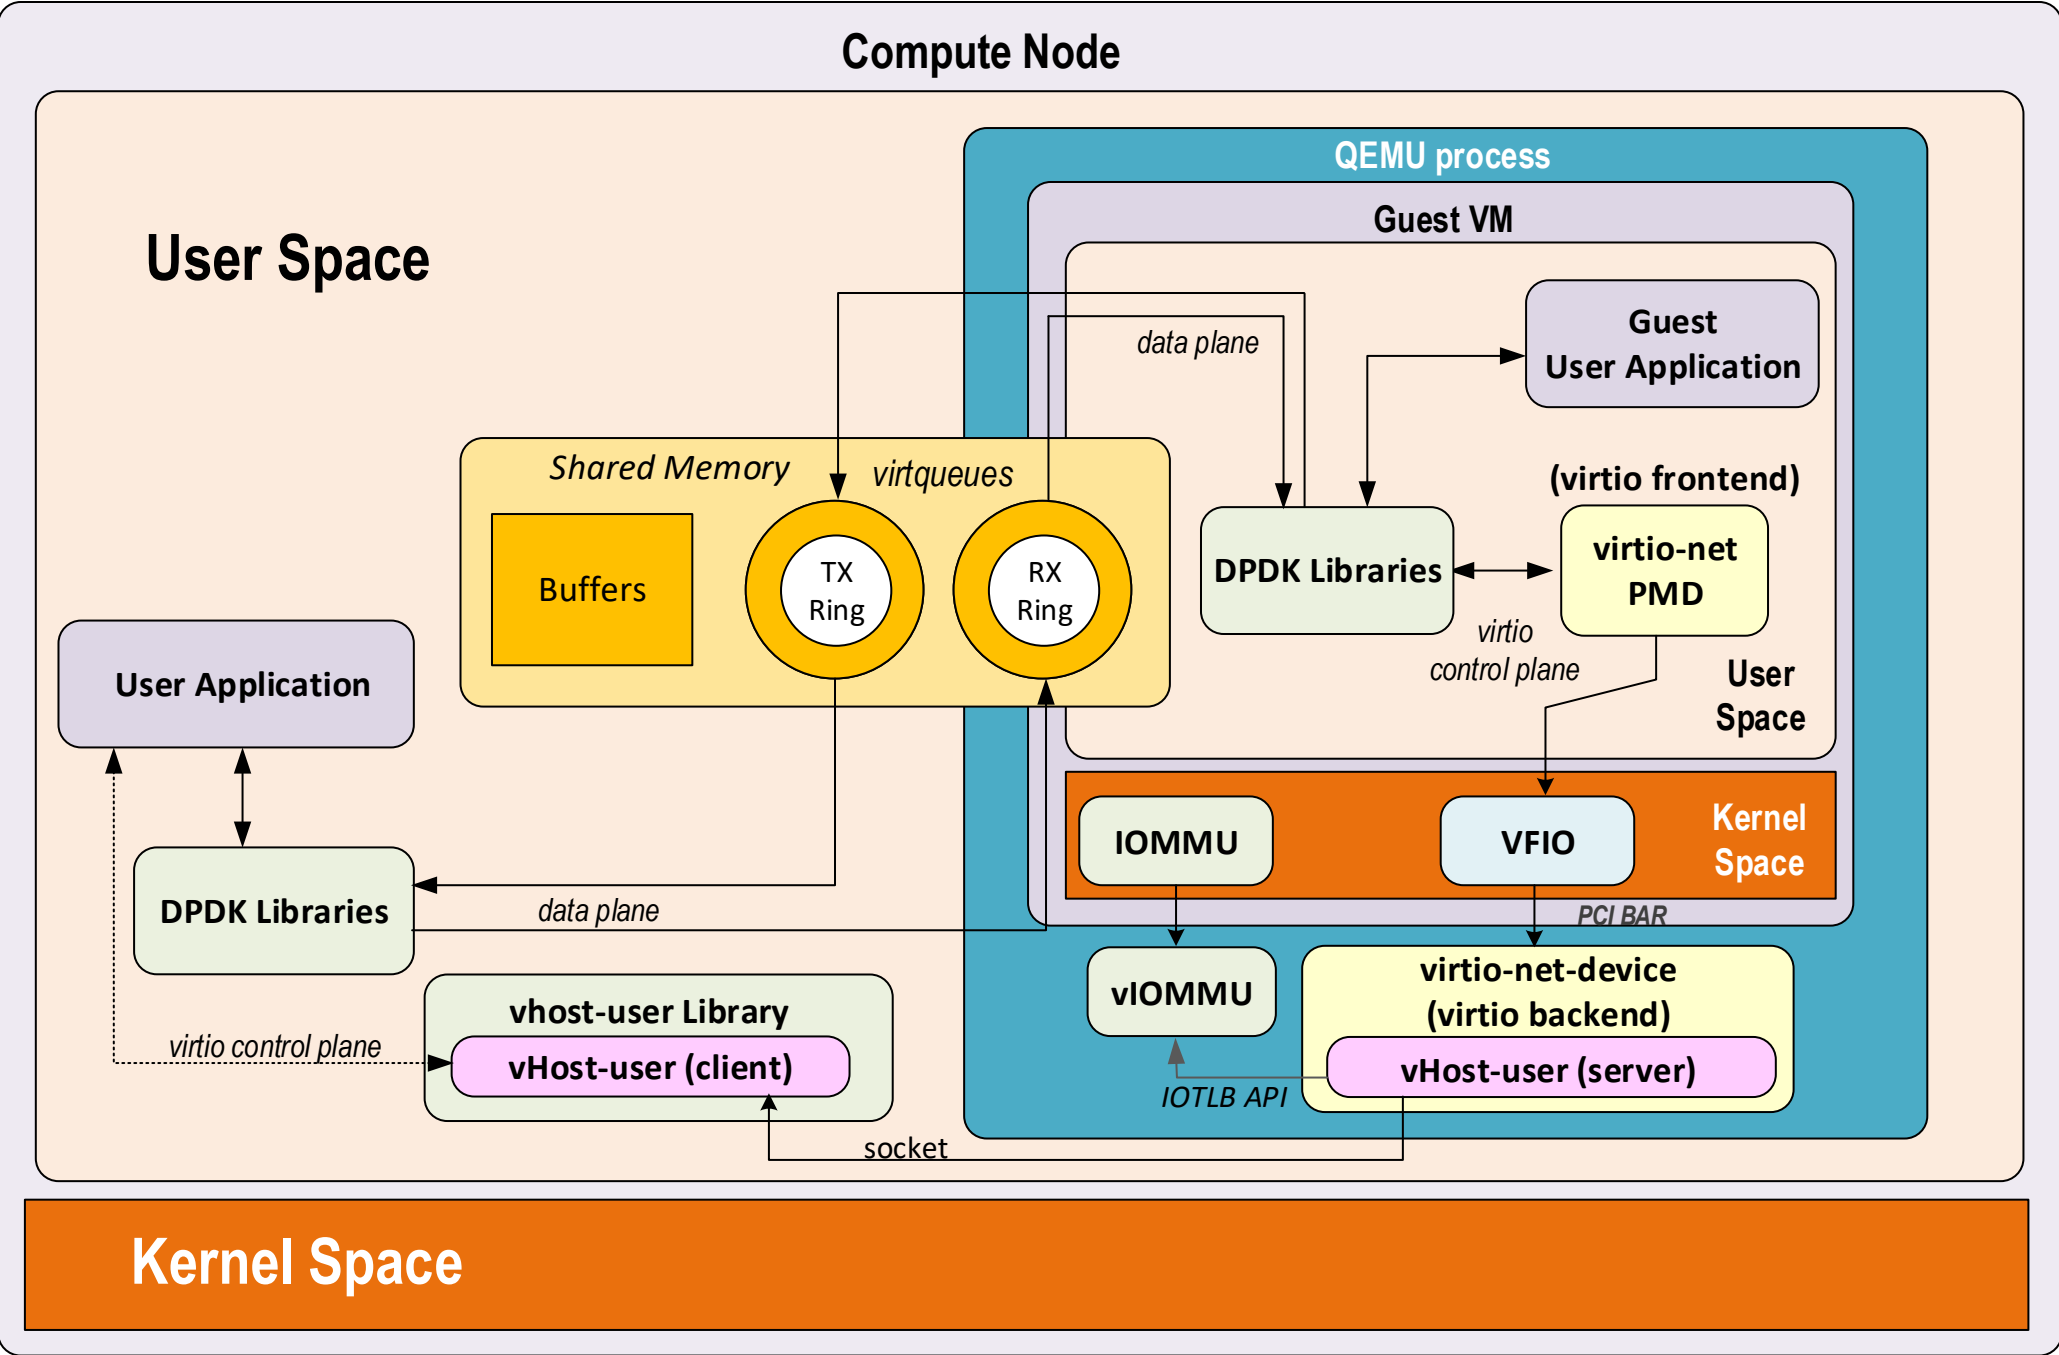 Compute Node
QEMU process
Guest VM
User Space
Guest
User Application
data plane
Shared Memory
virtqueues
(virtio frontend)
Buffers
TX
Ring
RX
Ring
DPDK Libraries
virtio-net
PMD
virtio
control plane
User
Space
User Application
IOMMU
VFIO
Kernel
Space
DPDK Libraries
data plane
PCI BAR
vIOMMU
virtio-net-device
(virtio backend)
vhost-user Library
virtio control plane
vHost-user (client)
vHost-user (server)
IOTLB API
socket
Kernel Space